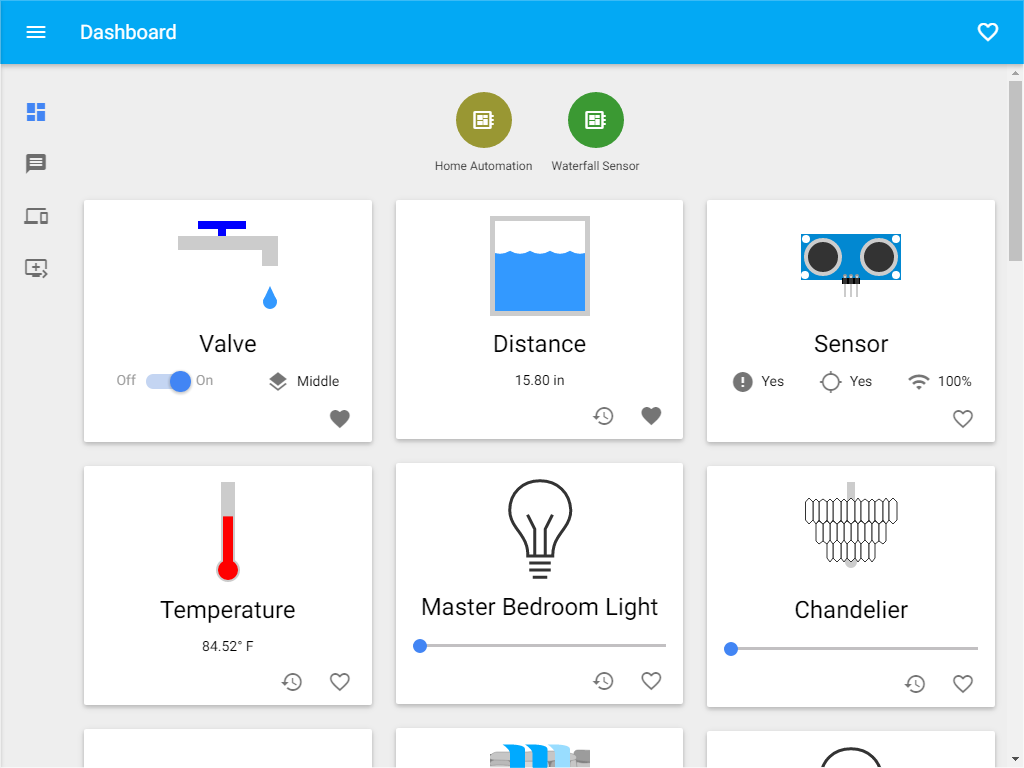 Dashboard
Home Automation
Waterfall Sensor
Valve
Off
On
Middle
Distance
15.80 in
Sensor
Yes
Yes
100%
Temperature
84.52° F
Master Bedroom Light
Chandelier